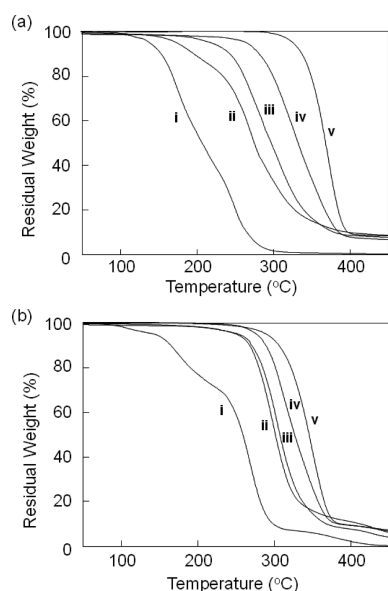 (a)
100
80
60
40
20
0
Residual Weight (%)
i
ii
iii
iv
v
100
200
300
400
Temperature (°C)
(b)
100
80
60
40
20
0
Residual Weight (%)
i
ii
iii
iv
v
100
200
300
400
Temperature (°C)